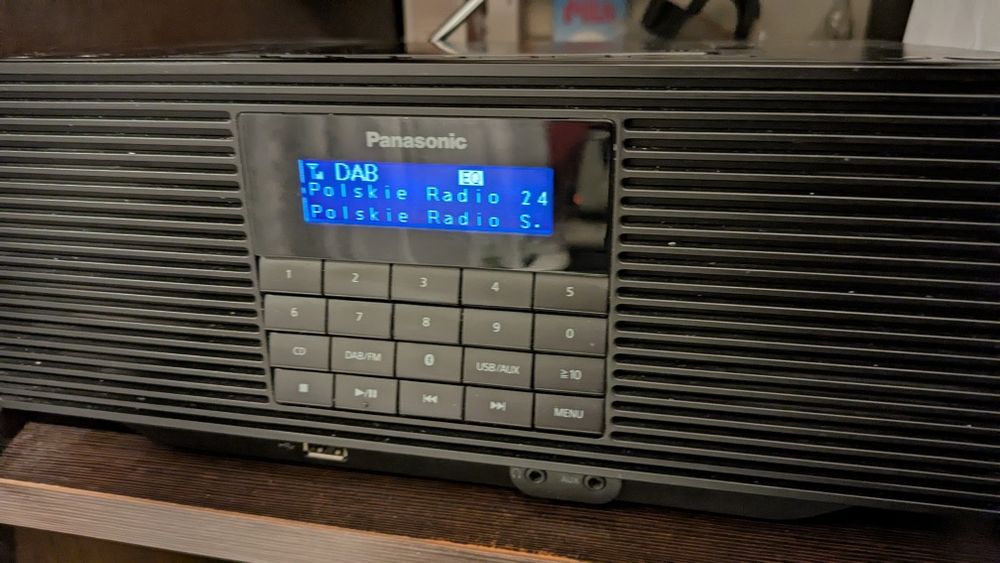 Panasonic
DAB EQ
Polskie Radio 24
Polskie Radio S.
1 2 3 4 5
6 7 8 9 0
CD DAB/FM USB/AUX ≥10
MENU
AUX